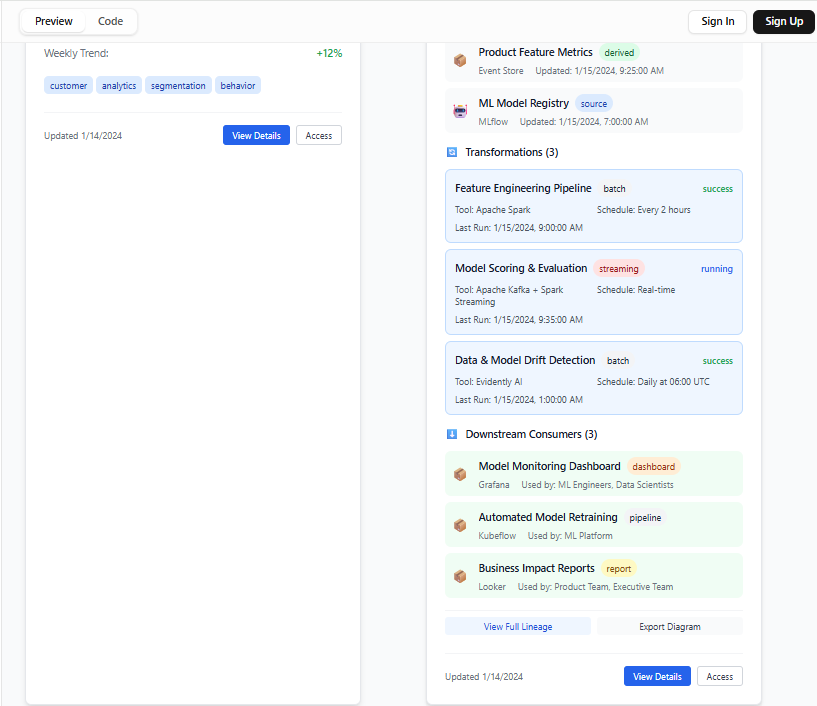 Preview
Code
Sign In
Sign Up
Weekly Trend:
+12%
customer
analytics
segmentation
behavior
Updated 1/14/2024
View Details
Access
Product Feature Metrics
derived
Event Store
Updated: 1/15/2024, 9:25:00 AM
ML Model Registry
source
MLflow
Updated: 1/15/2024, 7:00:00 AM
Transformations (3)
Feature Engineering Pipeline
batch
success
Tool: Apache Spark
Schedule: Every 2 hours
Last Run: 1/15/2024, 9:00:00 AM
Model Scoring & Evaluation
streaming
running
Tool: Apache Kafka + Spark
Streaming
Schedule: Real-time
Last Run: 1/15/2024, 9:35:00 AM
Data & Model Drift Detection
batch
success
Tool: Evidently AI
Schedule: Daily at 06:00 UTC
Last Run: 1/15/2024, 1:00:00 AM
Downstream Consumers (3)
Model Monitoring Dashboard
dashboard
Grafana
Used by: ML Engineers, Data Scientists
Automated Model Retraining
pipeline
Kubeflow
Used by: ML Platform
Business Impact Reports
report
Looker
Used by: Product Team, Executive Team
View Full Lineage
Export Diagram
Updated 1/14/2024
View Details
Access